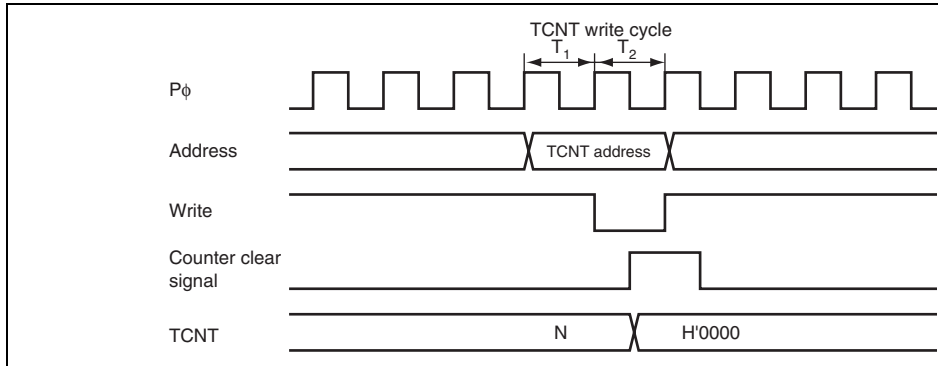 TCNT write cycle
T1 T2
Pϕ
Address
TCNT address
Write
Counter clear
signal
TCNT
N
H'0000